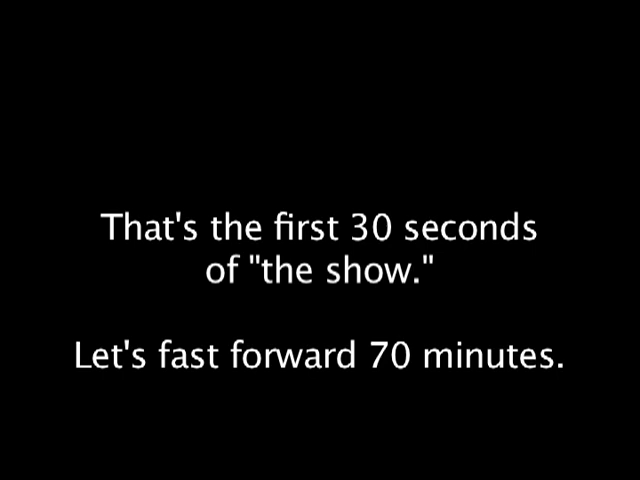 That's the first 30 seconds
of "the show."
Let's fast forward 70 minutes.